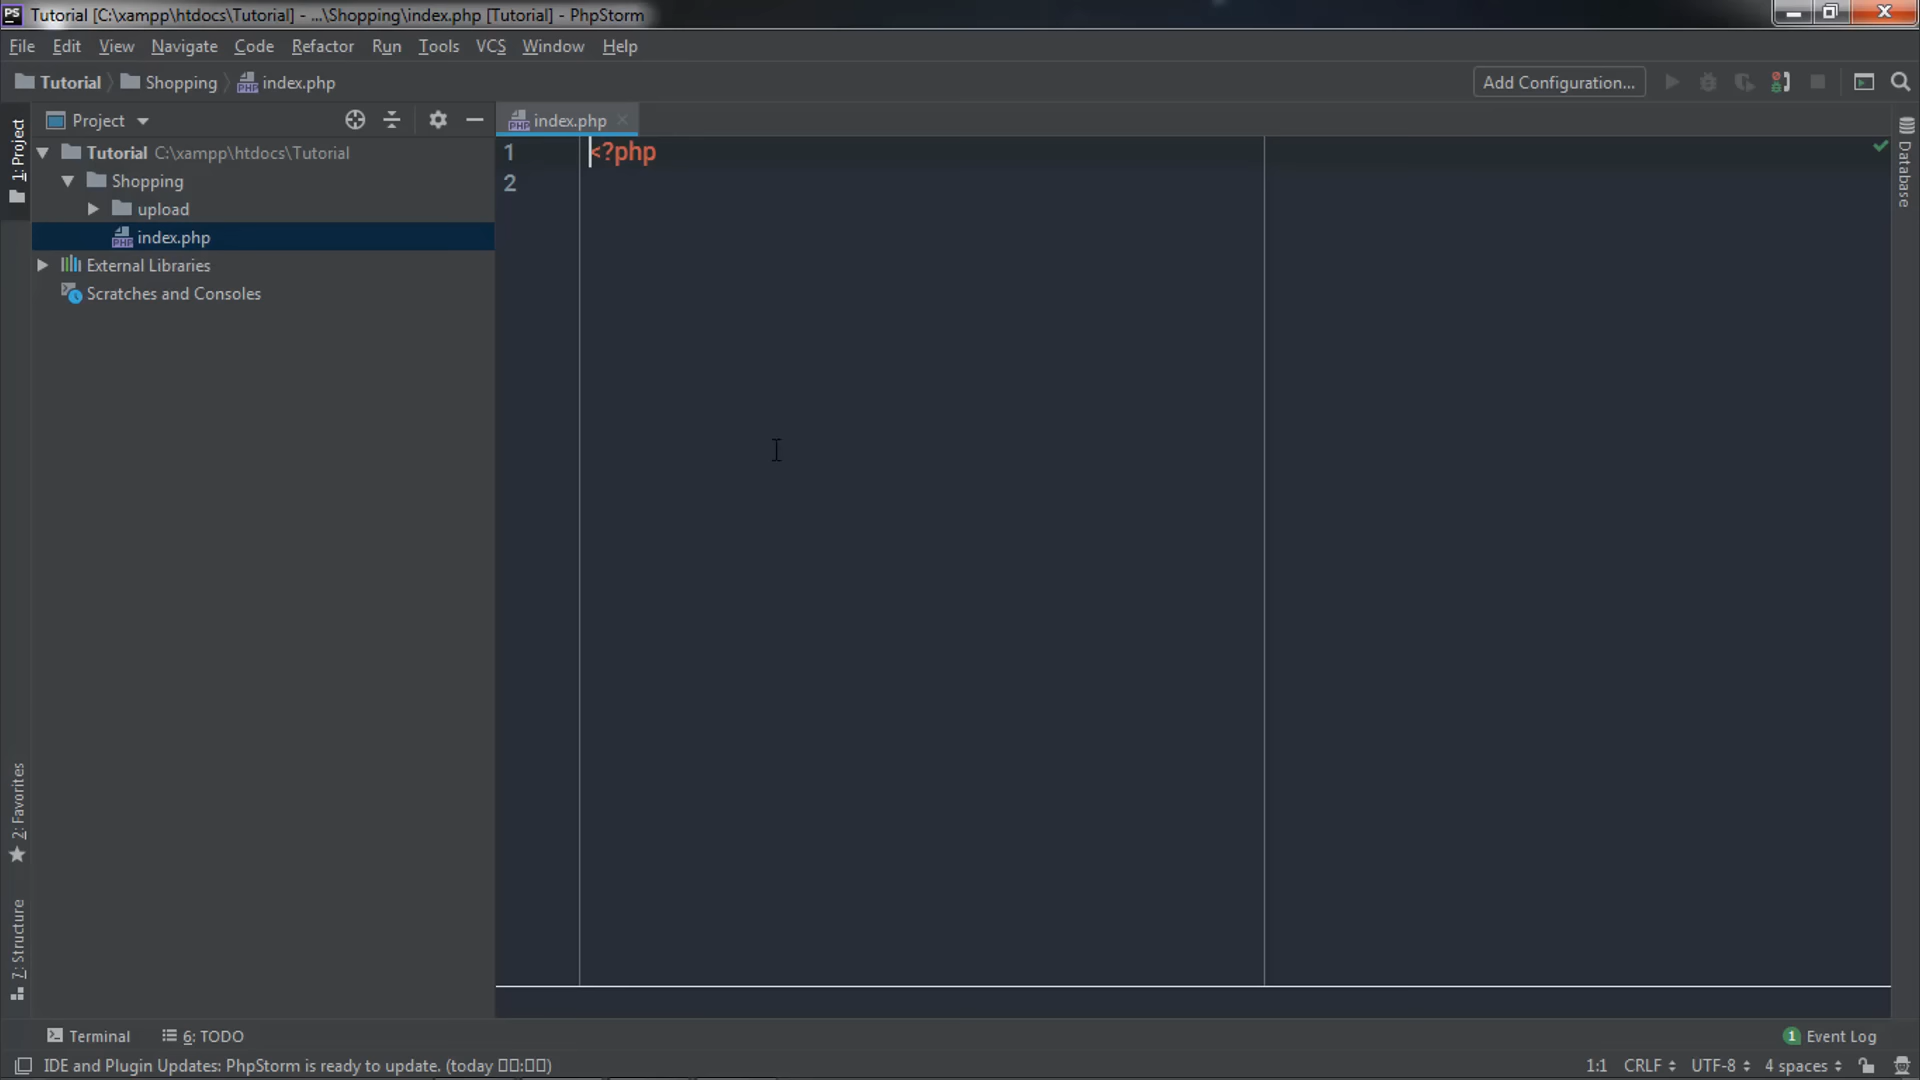 Tutorial [C:\xampp\htdocs\Tutorial] - ...\Shopping\index.php [Tutorial] - PhpStorm
File Edit View Navigate Code Refactor Run Tools VCS Window Help
Tutorial Shopping index.php Add Configuration...
1: Project
Project
index.php
Tutorial C:\xampp\htdocs\Tutorial
Shopping
upload
index.php
External Libraries
Scratches and Consoles
1 <?php
2
Database
2: Favorites
7: Structure
Terminal 6: TODO 1 Event Log
IDE and Plugin Updates: PhpStorm is ready to update. (today 1:1 CRLF UTF-8 4 spaces